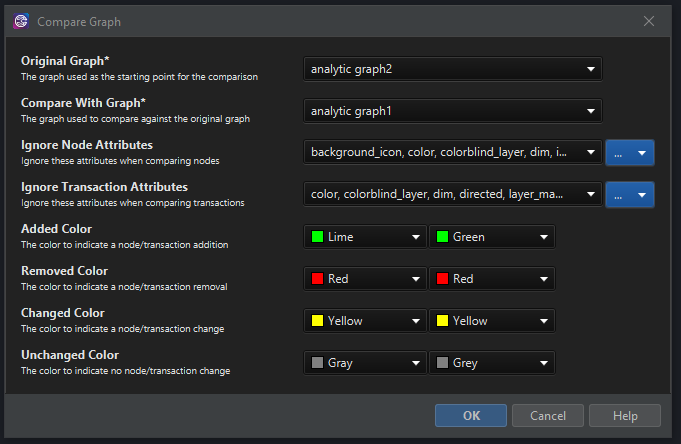 Compare Graph
Original Graph*
The graph used as the starting point for the comparison
analytic graph2
Compare With Graph*
The graph used to compare against the original graph
analytic graph1
Ignore Node Attributes
Ignore these attributes when comparing nodes
background_icon, color, colorblind_layer, dim, i...
...
Ignore Transaction Attributes
Ignore these attributes when comparing transactions
color, colorblind_layer, dim, directed, layer_ma...
...
Added Color
The color to indicate a node/transaction addition
Lime
Green
Removed Color
The color to indicate a node/transaction removal
Red
Red
Changed Color
The color to indicate a node/transaction change
Yellow
Yellow
Unchanged Color
The color to indicate no node/transaction change
Gray
Grey
OK
Cancel
Help